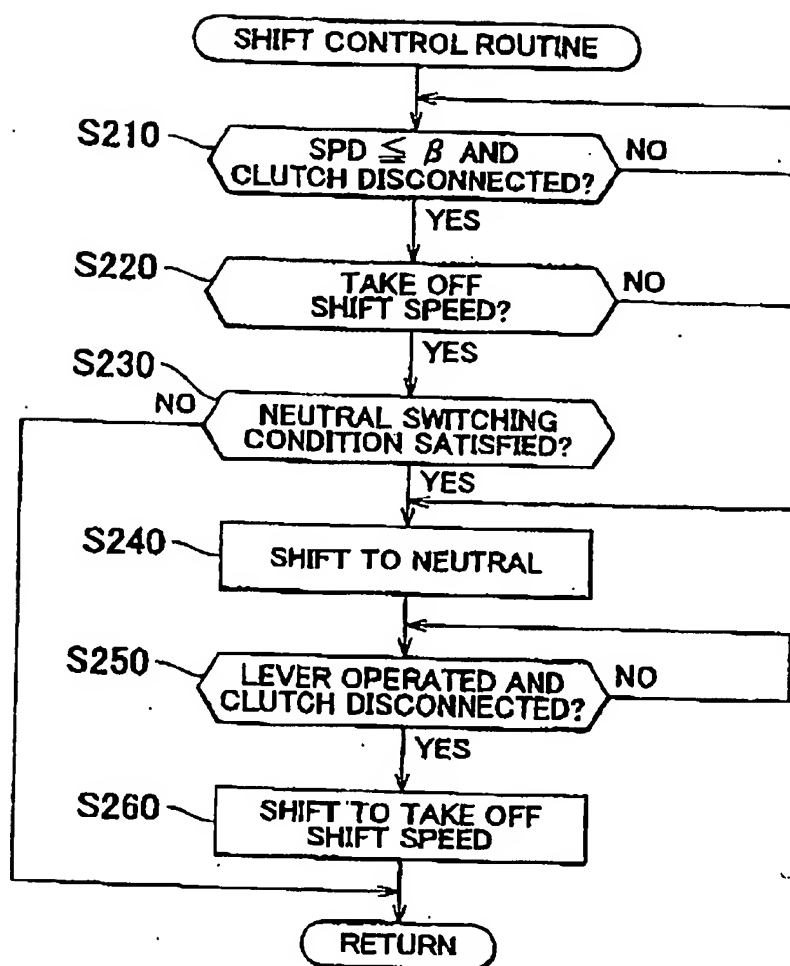 SHIFT CONTROL ROUTINE
S210
SPD ≦ β AND
CLUTCH DISCONNECTED?
NO
YES
S220
TAKE OFF
SHIFT SPEED?
NO
YES
S230
NO
NEUTRAL SWITCHING
CONDITION SATISFIED?
YES
S240
SHIFT TO NEUTRAL
S250
LEVER OPERATED AND
CLUTCH DISCONNECTED?
NO
YES
S260
SHIFT TO TAKE OFF
SHIFT SPEED
RETURN